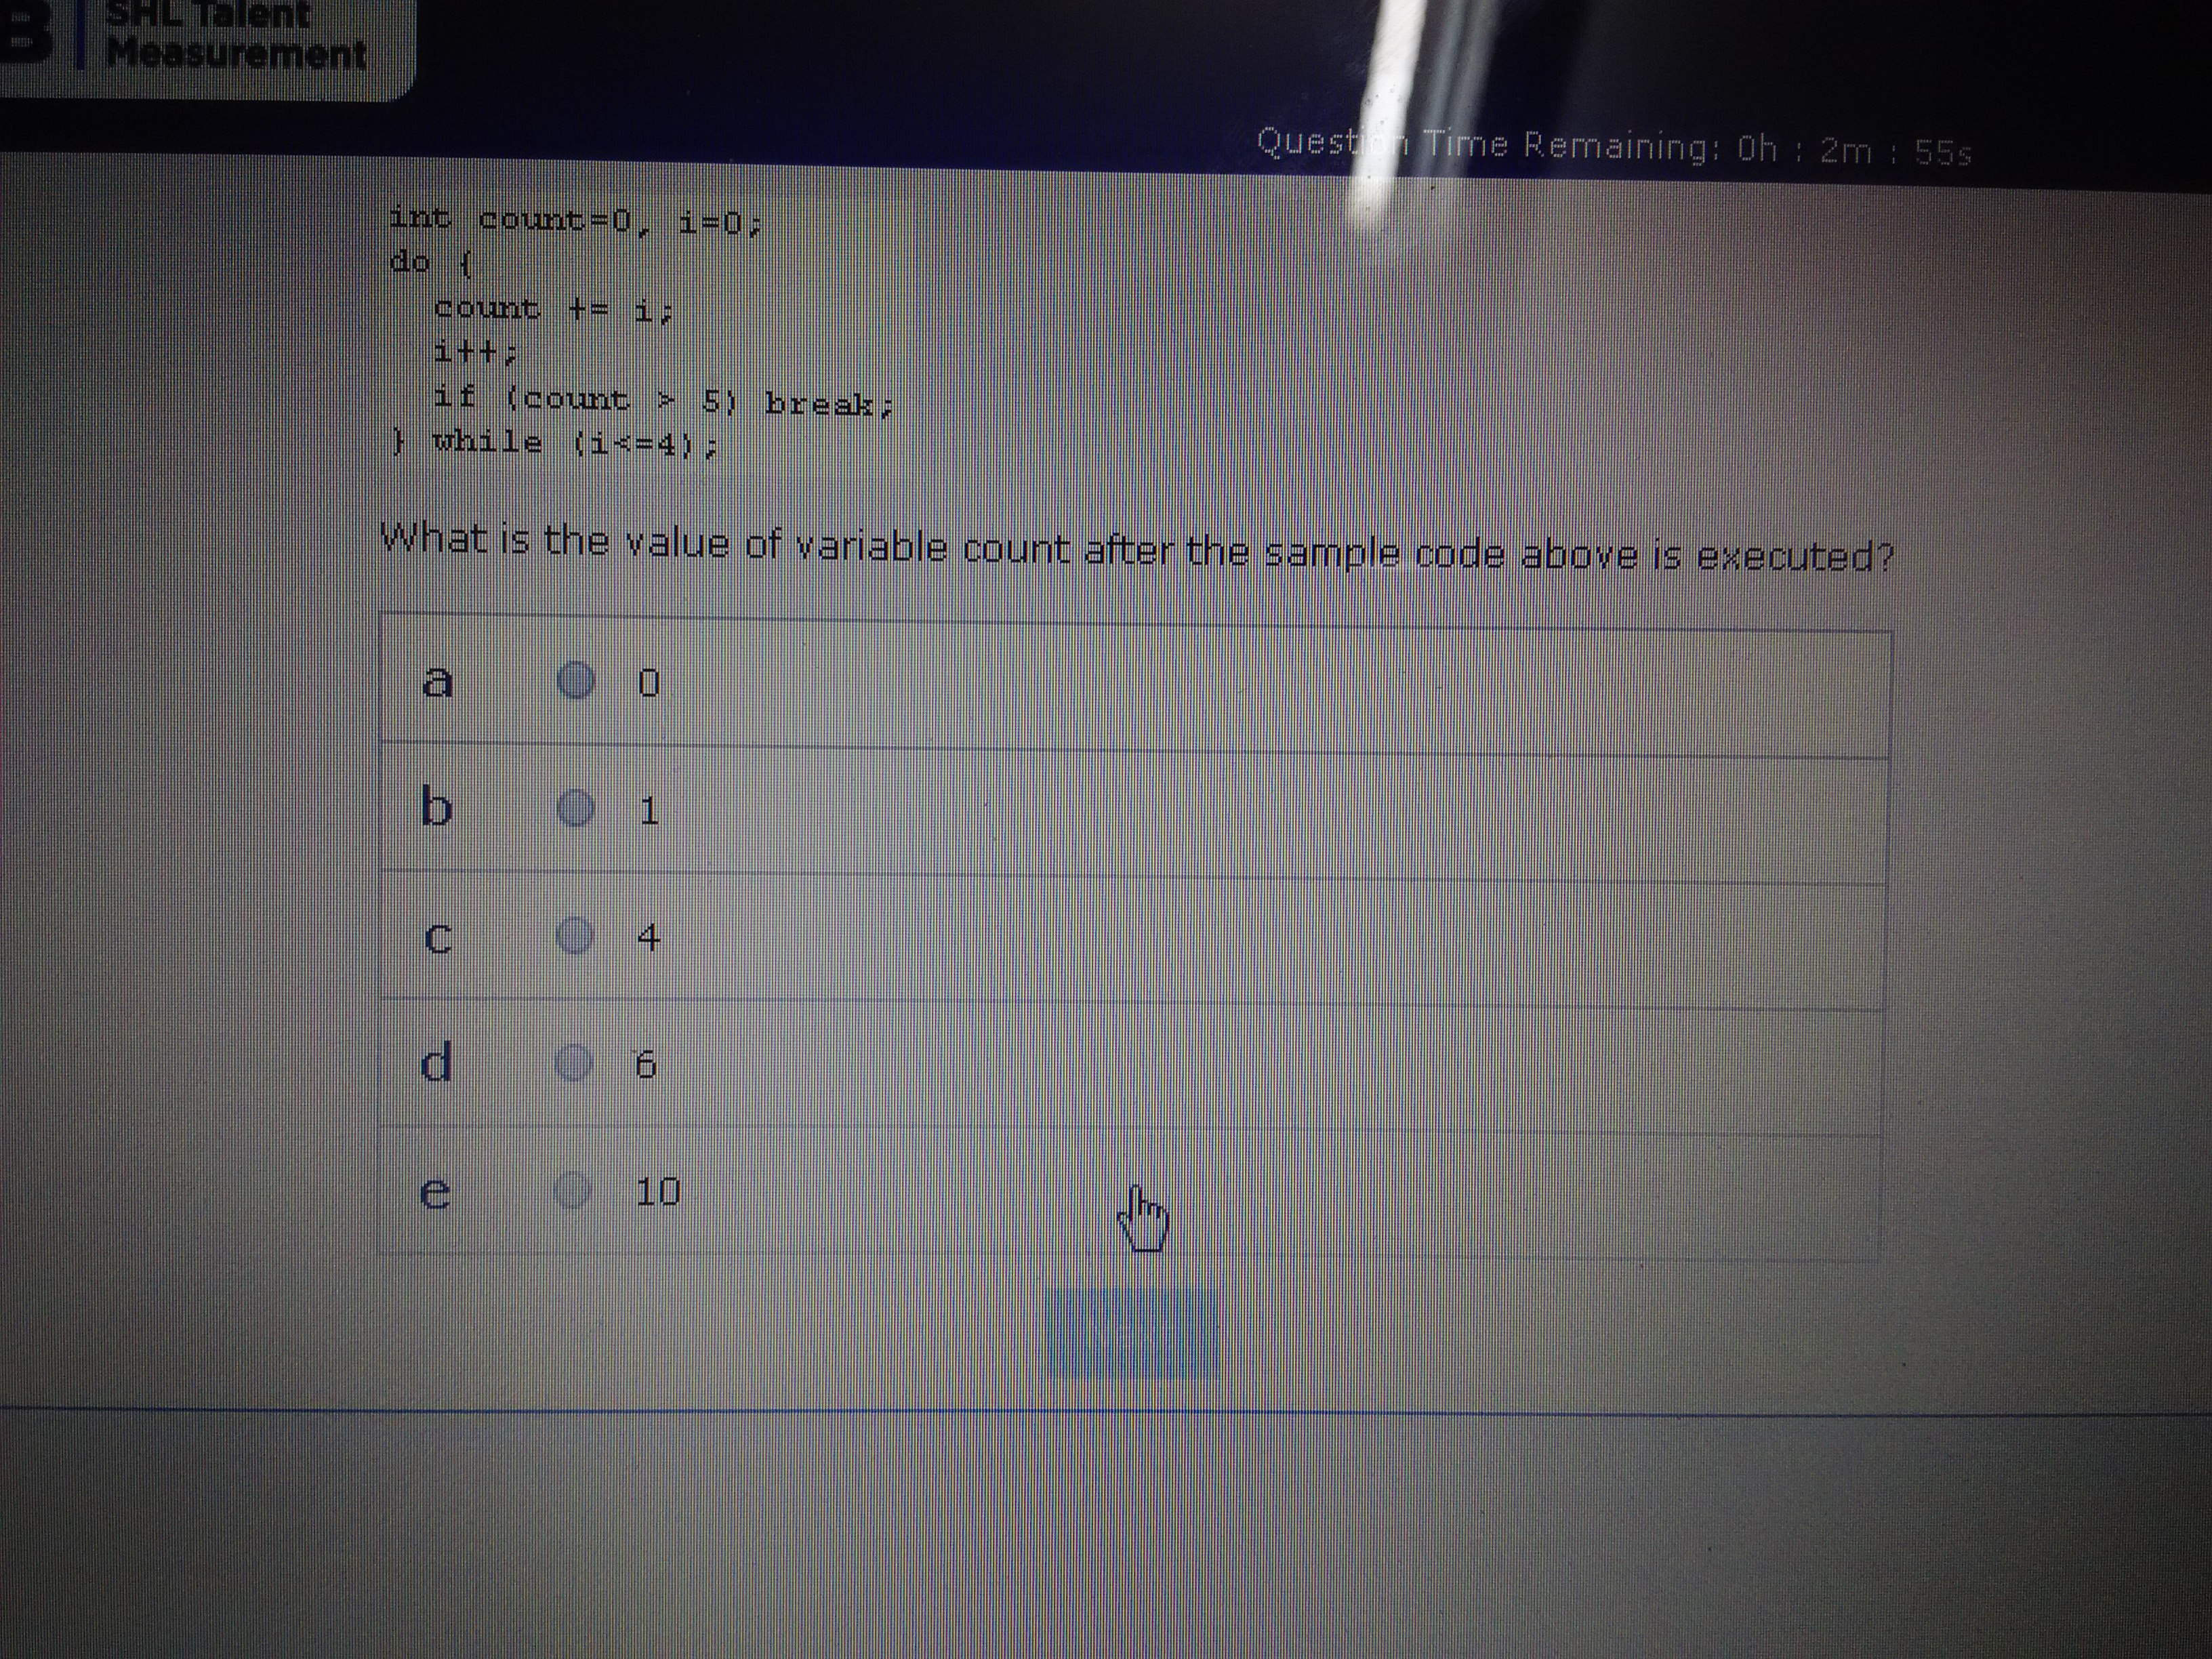 SHL Talent
Measurement
Question Time Remaining: 0h : 2m : 55s
int count=0, i=0;
do {
count += i;
i++;
if (count > 5) break;
} while (i<=4);
What is the value of variable count after the sample code above is executed?
a 0
b 1
c 4
d 6
e 10